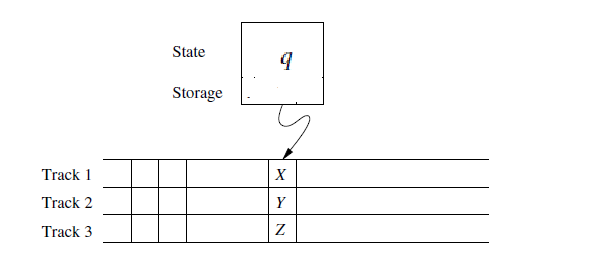 State
q
Storage
Track 1 X
Track 2 Y
Track 3 Z